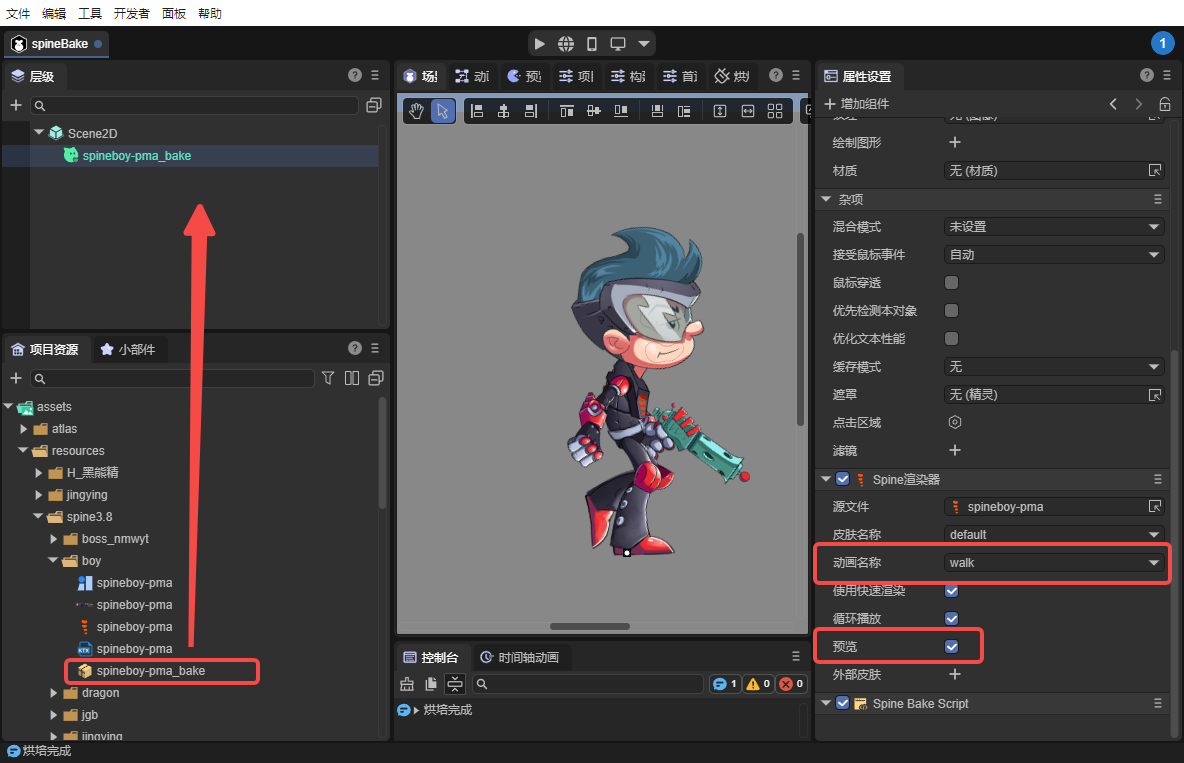 文件 编辑 工具 开发者 面板 帮助
spineBake
1
层级
Scene2D
spineboy-pma_bake
项目资源 小部件
assets
atlas
resources
H_黑熊精
jingying
spine3.8
boss_nmwyt
boy
spineboy-pma
spineboy-pma
spineboy-pma
KTX spineboy-pma
spineboy-pma_bake
dragon
jgb
jingying
烘培完成
控制台 时间轴动画
1 0 0
烘培完成
属性设置
增加组件
绘制图形
材质 无 (材质)
杂项
混合模式 未设置
接受鼠标事件 自动
鼠标穿透
优先检测本对象
优化文本性能
缓存模式 无
遮罩 无 (精灵)
点击区域
滤镜
Spine渲染器
源文件 spineboy-pma
皮肤名称 default
动画名称 walk
使用快速渲染
循环播放
预览
外部皮肤
Spine Bake Script